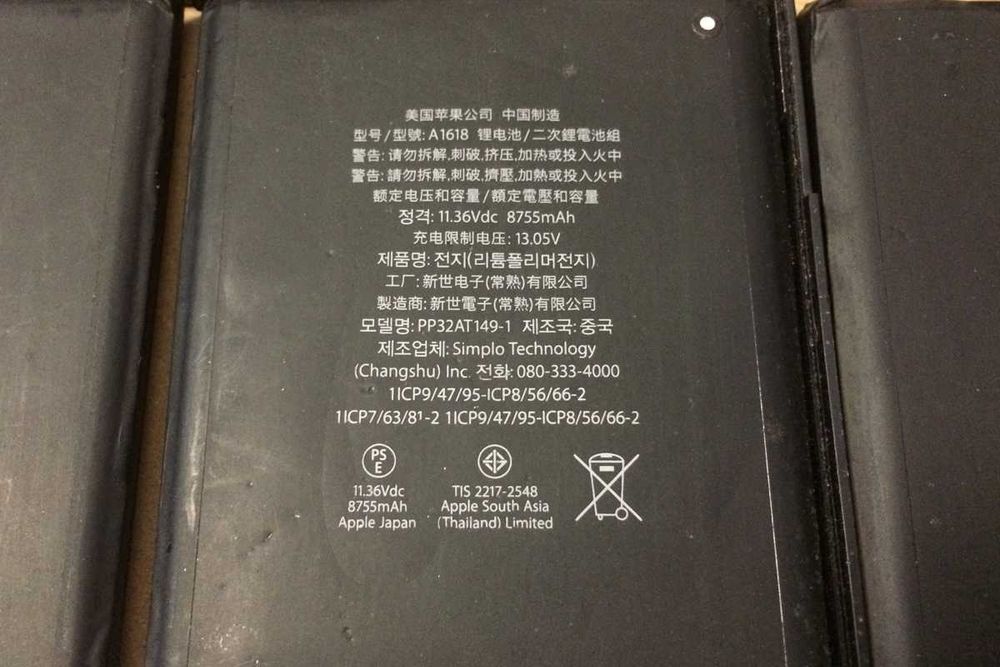 美国苹果公司 中国制造
型号/型號: A1618 锂电池/二次鋰電池組
警告: 请勿拆解,刺破,挤压,加热或投入火中
警告: 請勿拆解,刺破,擠壓,加熱或投入火中
额定电压和容量/額定電壓和容量
정격: 11.36Vdc 8755mAh
充电限制电压: 13.05V
제품명: 전지(리튬폴리머전지)
工厂: 新世电子(常熟)有限公司
製造商: 新世電子(常熟)有限公司
모델명: PP32AT149-1 제조국: 중국
제조업체: Simplo Technology
(Changshu) Inc. 전화: 080-333-4000
1ICP9/47/95-ICP8/56/66-2
1ICP7/63/81-2 1ICP9/47/95-ICP8/56/66-2
PS
E
11.36Vdc
8755mAh
Apple Japan
TIS 2217-2548
Apple South Asia
(Thailand) Limited